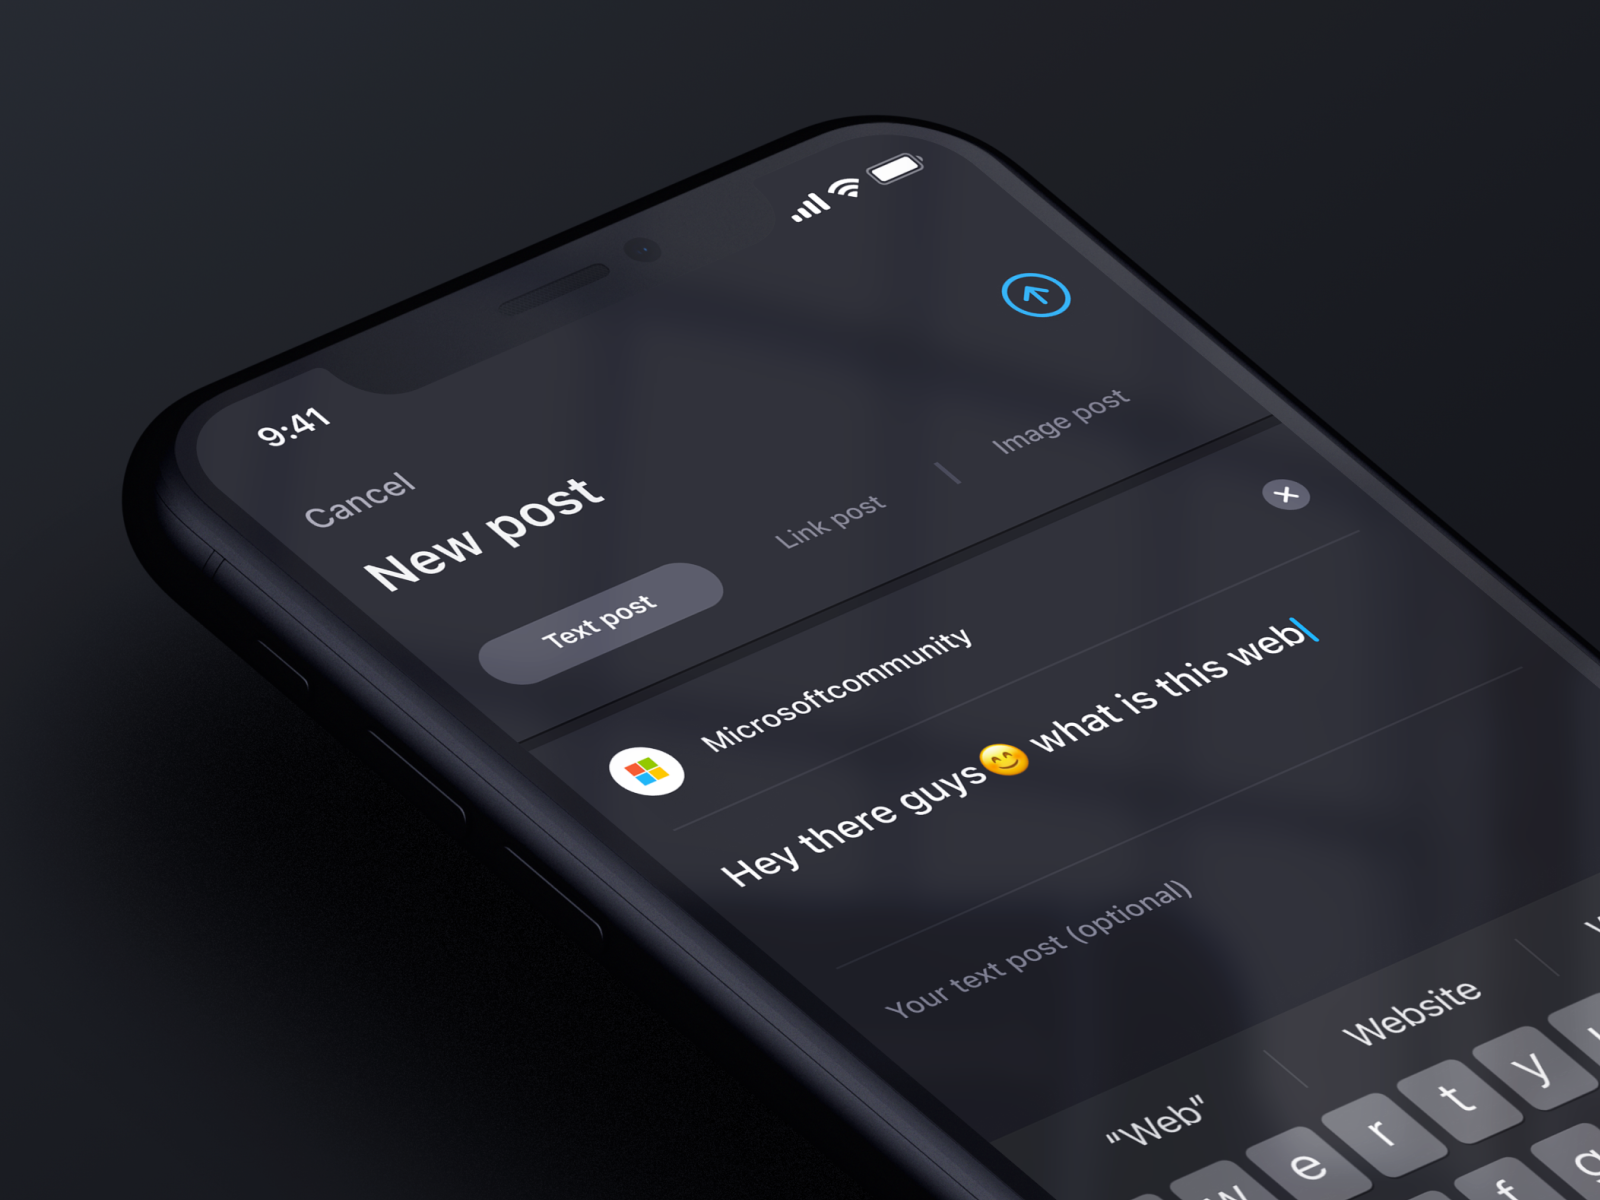 9:41
Cancel
New post
Text post
Link post
Image post
Microsoftcommunity
Hey there guys😊 what is this web
Your text post (optional)
"Web"
Website
w e r t y
f g